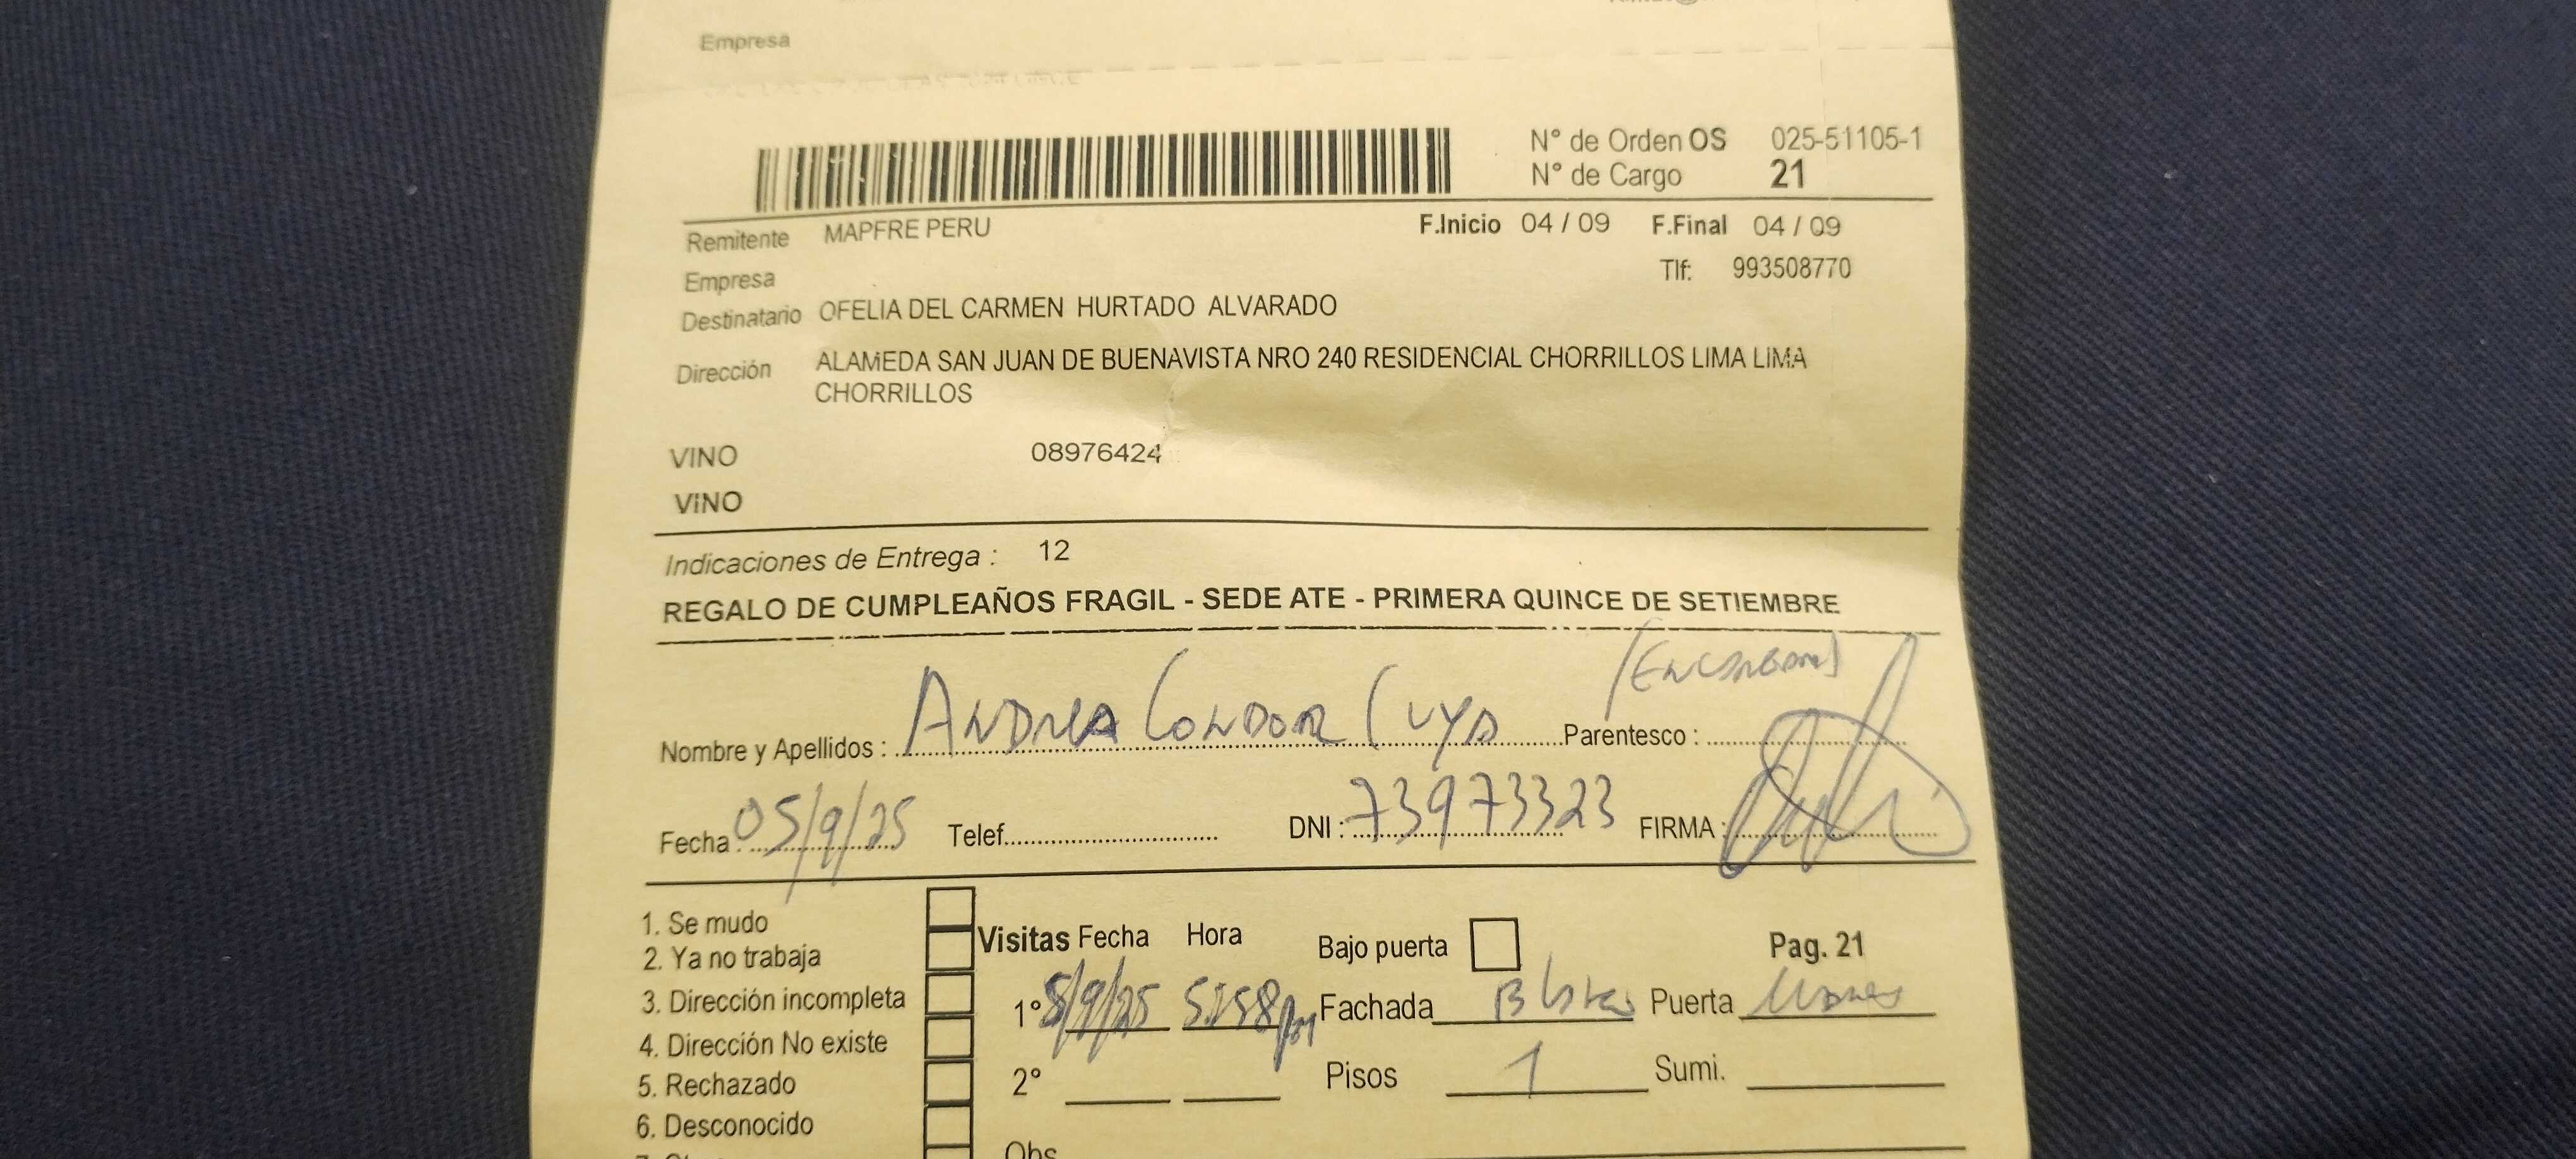 Empresa
N° de Orden OS 025-51105-1
N° de Cargo 21
Remitente MAPFRE PERU F.Inicio 04 / 09 F.Final 04 / 09
Empresa Tlf: 993508770
Destinatario OFELIA DEL CARMEN HURTADO ALVARADO
Dirección ALAMEDA SAN JUAN DE BUENAVISTA NRO 240 RESIDENCIAL CHORRILLOS LIMA LIMA
CHORRILLOS
VINO 08976424
VINO
Indicaciones de Entrega : 12
REGALO DE CUMPLEAÑOS FRAGIL - SEDE ATE - PRIMERA QUINCE DE SETIEMBRE
Nombre y Apellidos : ANDREA CONDOR Parentesco :
Fecha : 05/9/25 Telef. DNI : 73973323 FIRMA :
1. Se mudo
2. Ya no trabaja
3. Dirección incompleta
4. Dirección No existe
5. Rechazado
6. Desconocido
Visitas Fecha Hora Bajo puerta Pag. 21
1° 5/9/25 5:58pm Fachada Puerta
2° Pisos 1 Sumi.
Obs